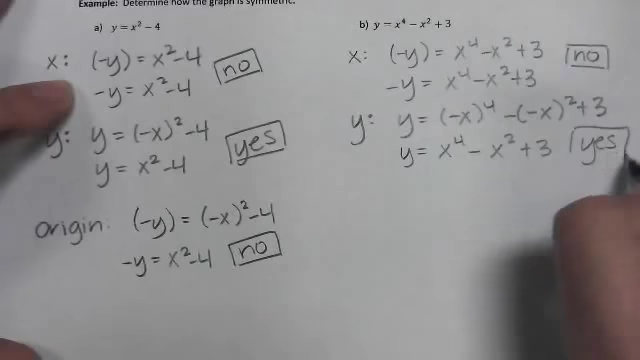 Example: Determine how the graph is symmetric.
a) y = x² – 4
x: (-y) = x²-4
no
-y = x²-4
y: y = (-x)²-4
yes
y = x²-4
origin: (-y) = (-x)²-4
-y = x²-4 no
b) y = x⁴ – x² + 3
x: (-y) = x⁴-x²+3 no
-y = x⁴-x²+3
y: y = (-x)⁴-(-x)²+3
y = x⁴-x²+3 yes